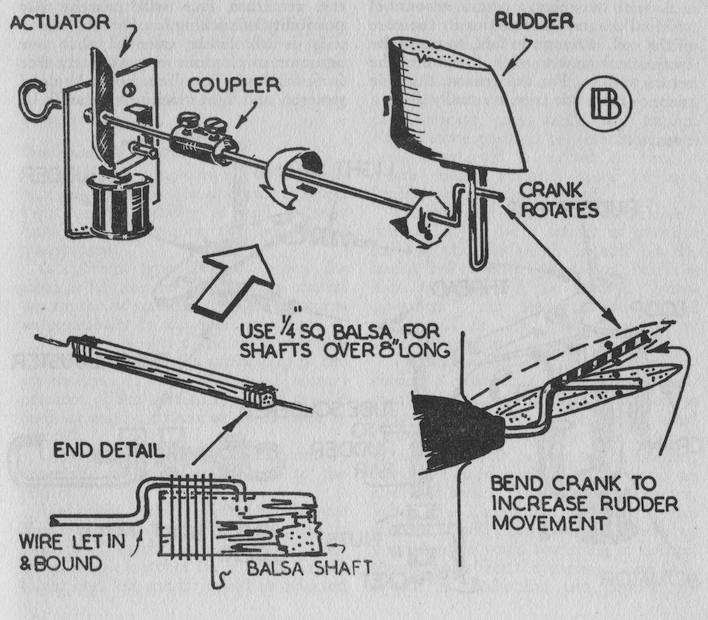 ACTUATOR
RUDDER
COUPLER
B
CRANK
ROTATES
USE 1/4" SQ BALSA FOR
SHAFTS OVER 8" LONG
END DETAIL
BEND CRANK TO
INCREASE RUDDER
MOVEMENT
WIRE LET IN
& BOUND
BALSA SHAFT